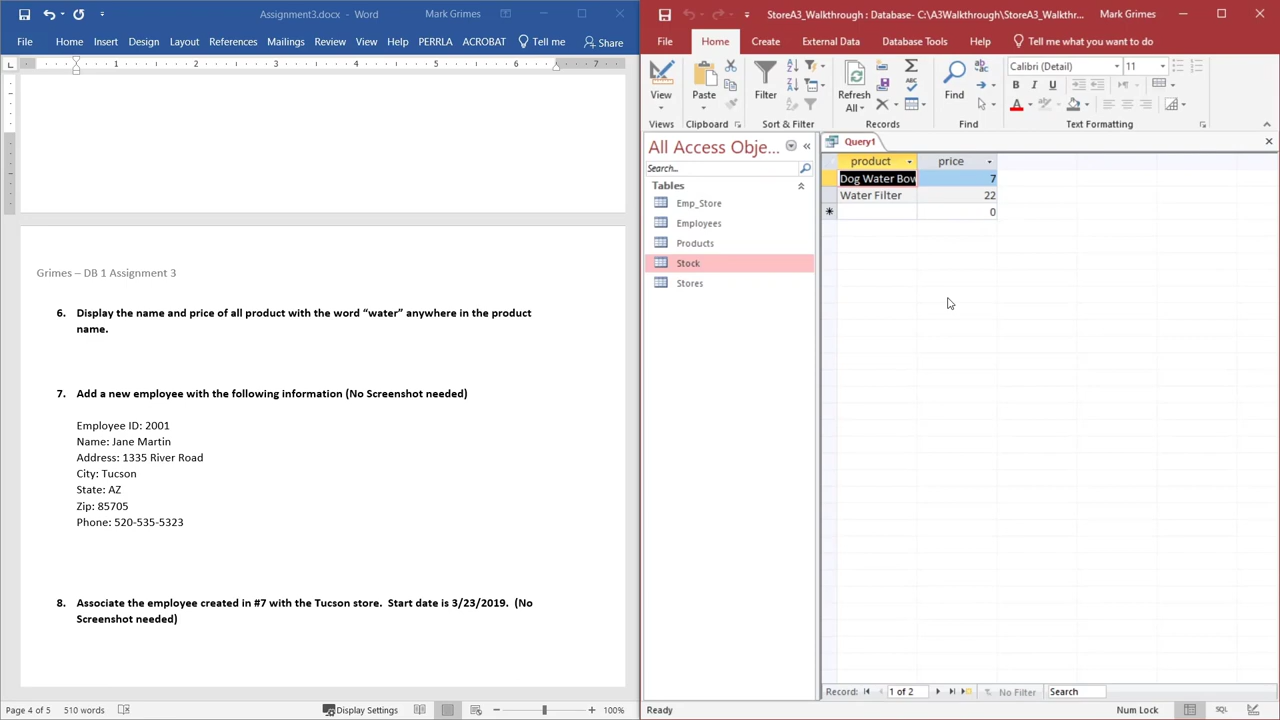 Assignment3.docx - Word
Mark Grimes
File Home Insert Design Layout References Mailings Review View Help PERRLA ACROBAT Tell me Share
1 2 3 4 5 6 7
Grimes – DB 1 Assignment 3
6. Display the name and price of all product with the word “water” anywhere in the product
name.
7. Add a new employee with the following information (No Screenshot needed)
Employee ID: 2001
Name: Jane Martin
Address: 1335 River Road
City: Tucson
State: AZ
Zip: 85705
Phone: 520-535-5323
8. Associate the employee created in #7 with the Tucson store. Start date is 3/23/2019. (No
Screenshot needed)
Page 4 of 5 510 words Display Settings 100%
StoreA3_Walkthrough : Database- C:\A3Walkthrough\StoreA3_Walkthr...
Mark Grimes
File Home Create External Data Database Tools Help Tell me what you want to do
View Paste Filter Refresh All Find Calibri (Detail) 11
Views Clipboard Sort & Filter Records Find Text Formatting
All Access Obje...
Search...
Tables
Emp_Store
Employees
Products
Stock
Stores
Query1
product price
Dog Water Bow 7
Water Filter 22
0
Record: 1 of 2 No Filter Search
Ready Num Lock SQL